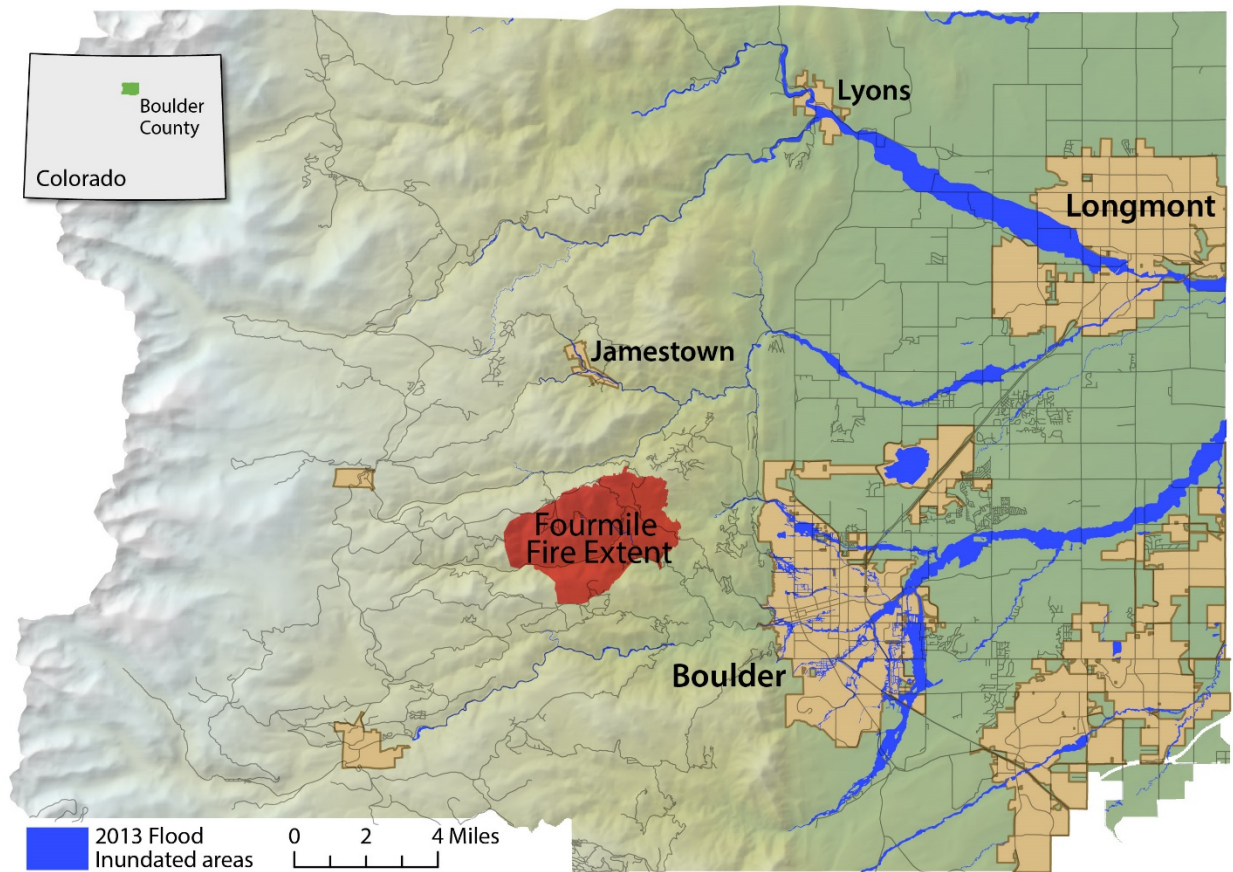 Boulder
County
Colorado
Lyons
Longmont
Jamestown
Fourmile
Fire Extent
Boulder
2013 Flood
Inundated areas
0 2 4 Miles